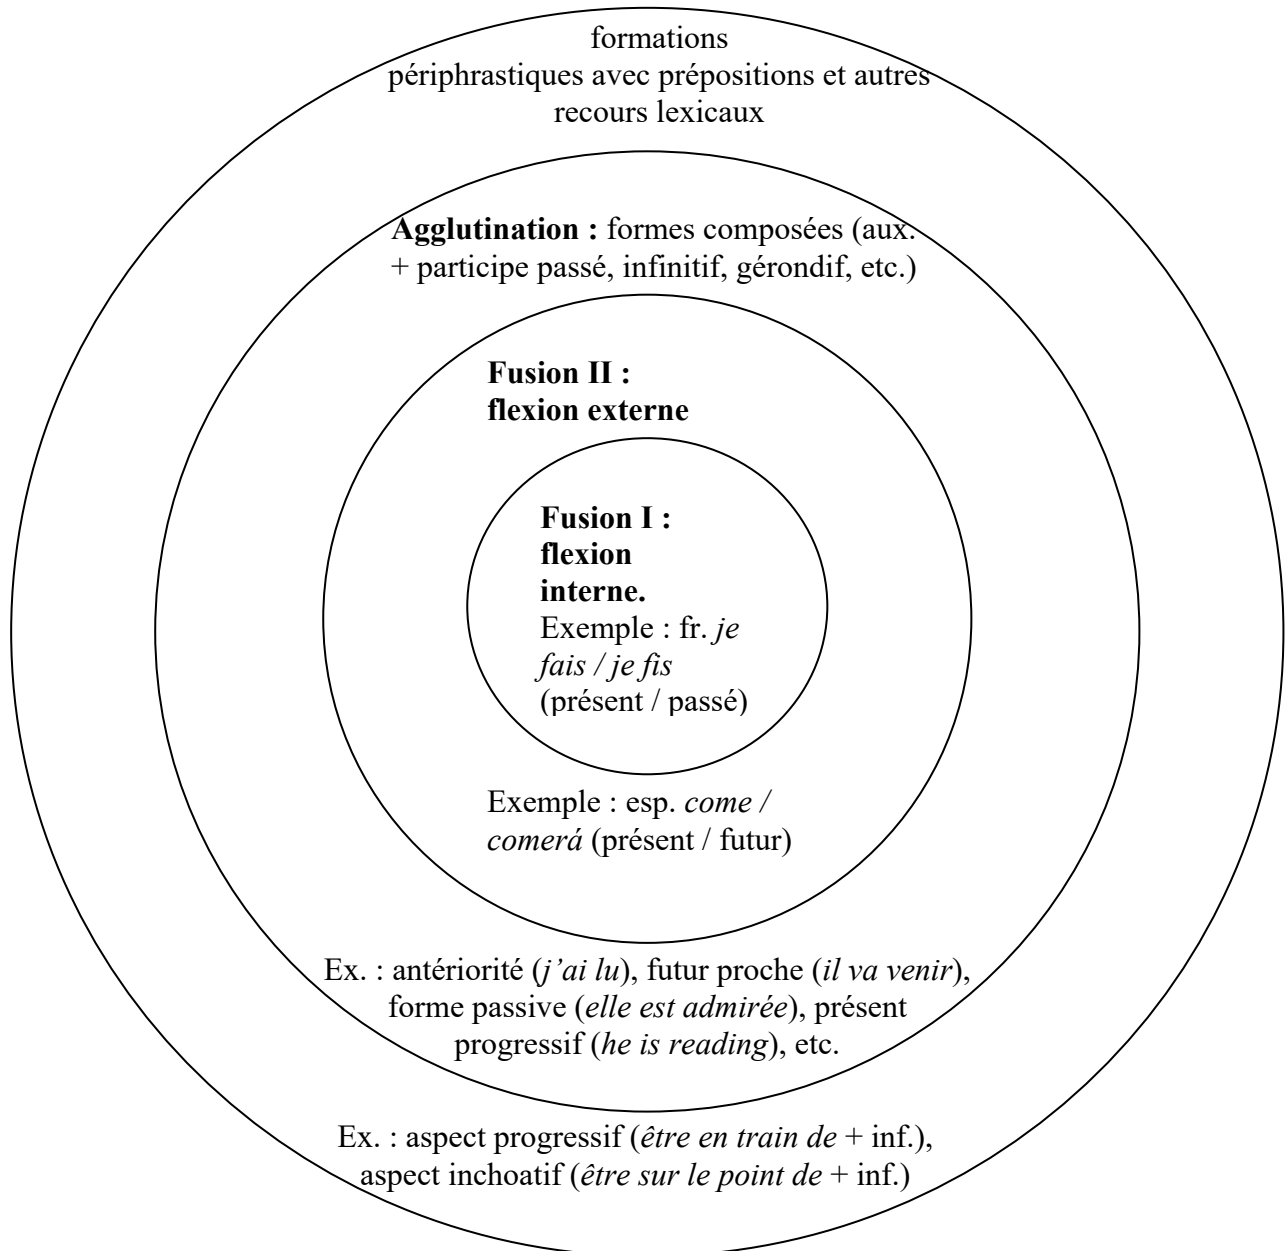 formations
périphrastiques avec prépositions et autres
recours lexicaux
Agglutination : formes composées (aux.
+ participe passé, infinitif, gérondif, etc.)
Fusion II :
flexion externe
Fusion I :
flexion
interne.
Exemple : fr. je
fais / je fis
(présent / passé)
Exemple : esp. come /
comerá (présent / futur)
Ex. : antériorité (j’ai lu), futur proche (il va venir),
forme passive (elle est admirée), présent
progressif (he is reading), etc.
Ex. : aspect progressif (être en train de + inf.),
aspect inchoatif (être sur le point de + inf.)